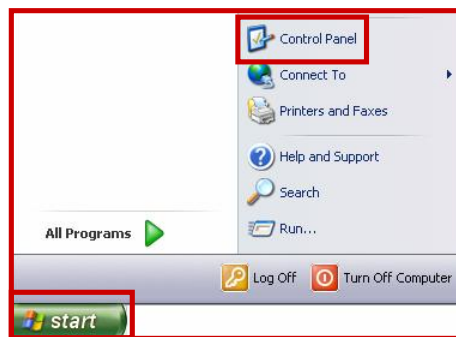 Control Panel
Connect To
Printers and Faxes
Help and Support
Search
All Programs
Run...
Log Off
Turn Off Computer
start